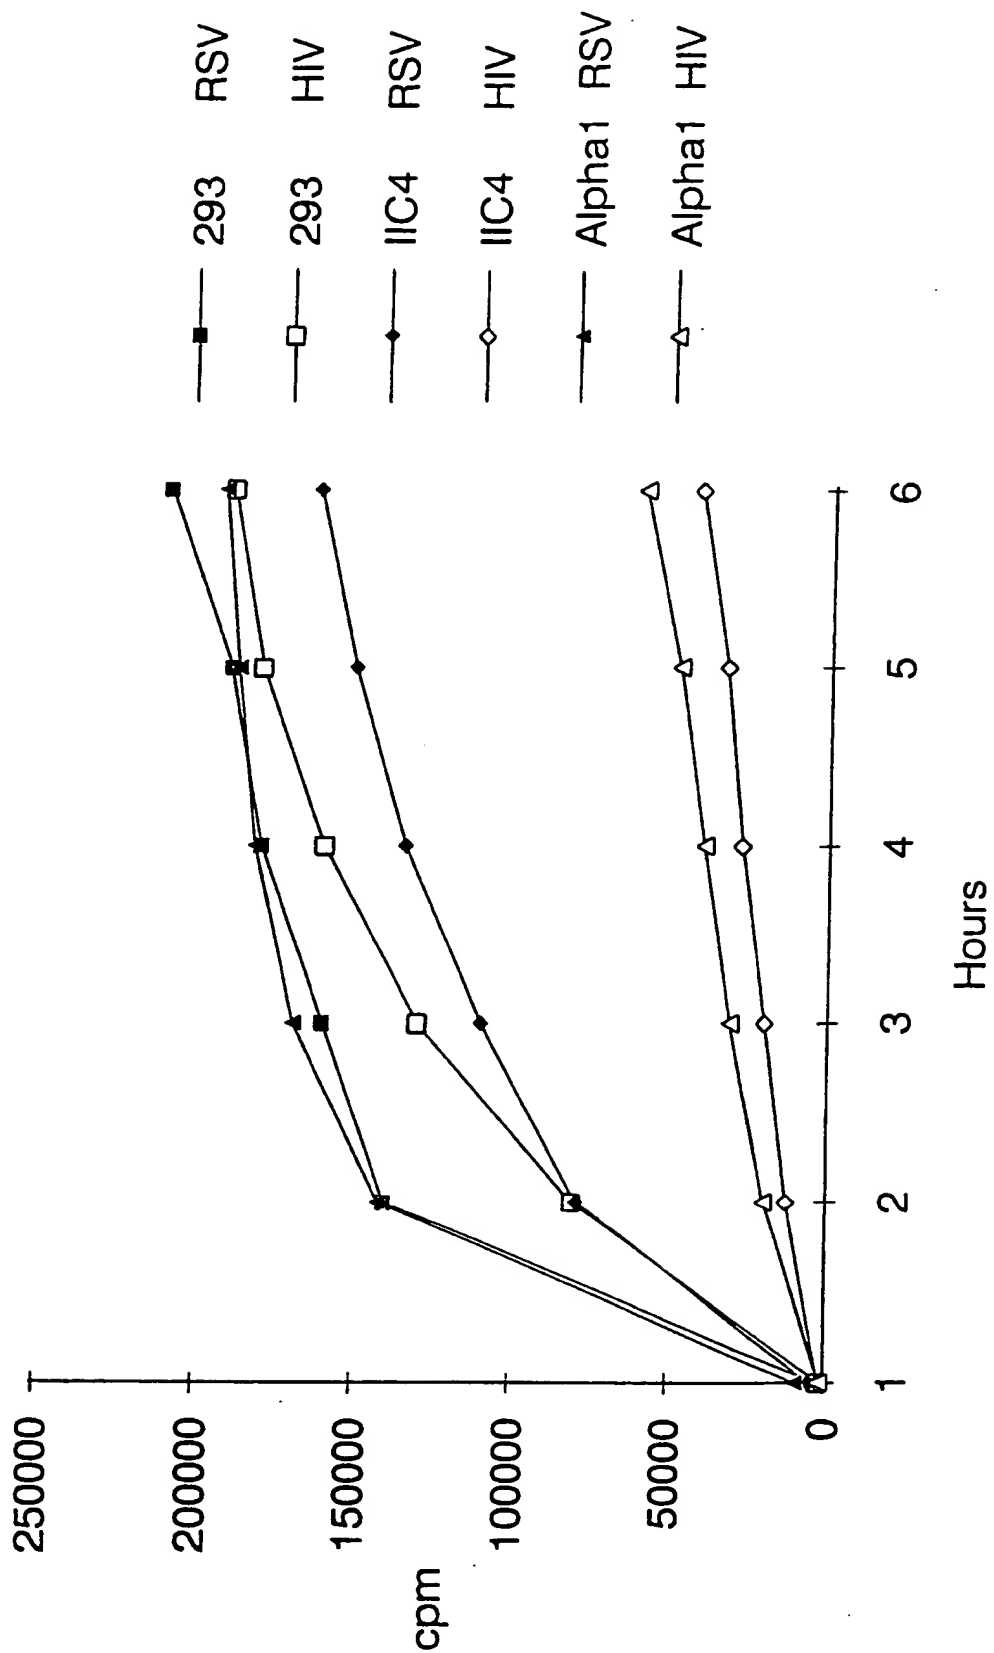 250000
200000
150000
100000
50000
0
cpm
1
2
3
4
5
6
Hours
293 RSV
293 HIV
IIC4 RSV
IIC4 HIV
Alpha1 RSV
Alpha1 HIV